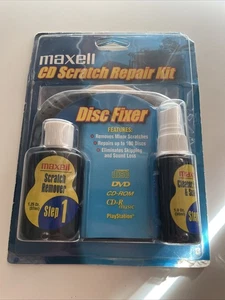 maxell
CD Scratch Repair Kit
Disc Fixer
FEATURES:
Removes Minor Scratches
Repairs up to 100 Discs
Eliminates Skipping
and Sound Loss
DVD
CD-ROM
CD-R
PlayStation
maxell
Scratch
Remover
Step 1
maxell
Step